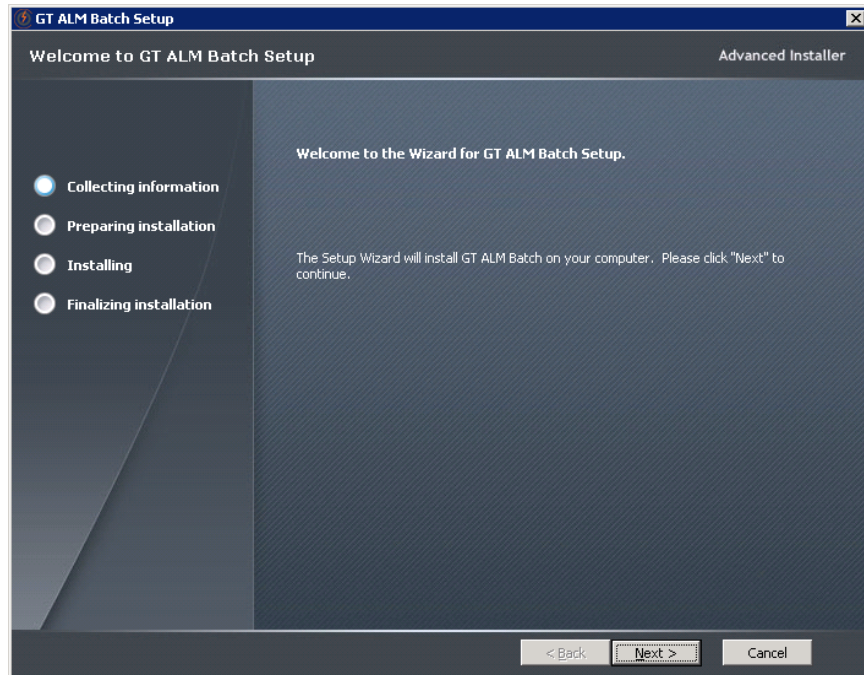 GT ALM Batch Setup
Welcome to GT ALM Batch Setup
Advanced Installer
Collecting information
Preparing installation
Installing
Finalizing installation
Welcome to the Wizard for GT ALM Batch Setup.
The Setup Wizard will install GT ALM Batch on your computer. Please click "Next" to
continue.
< Back
Next >
Cancel